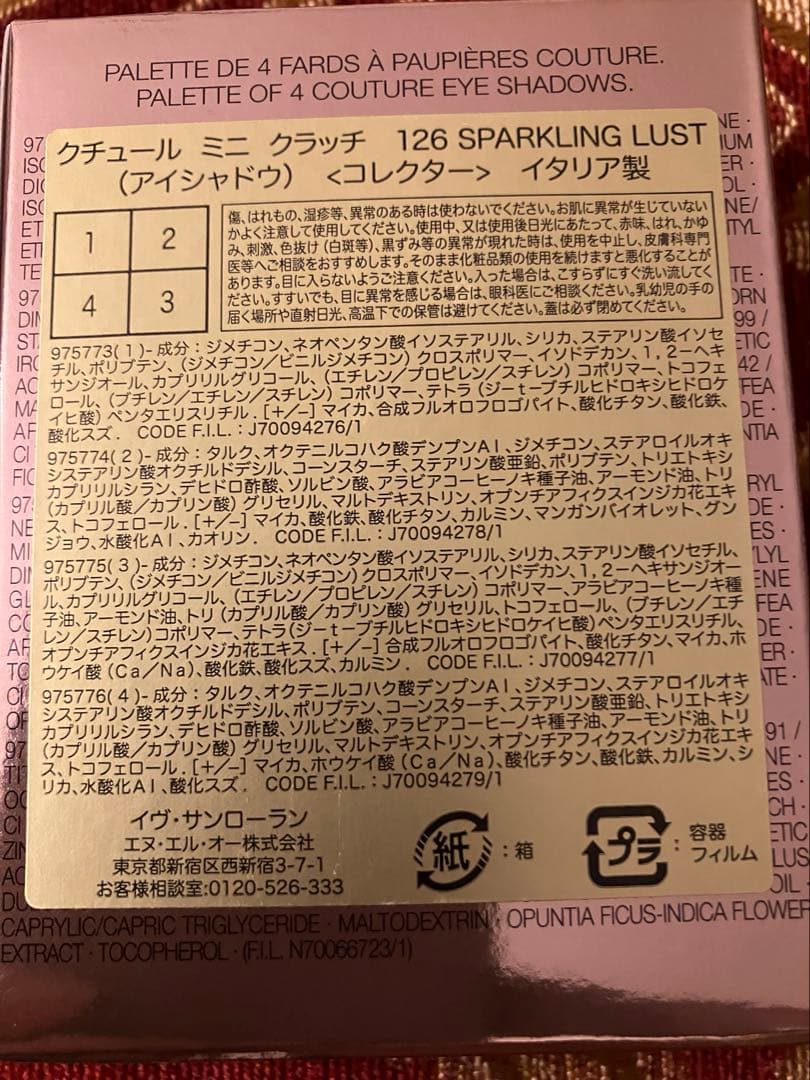 PALETTE DE 4 FARDS À PAUPIÈRES COUTURE.
PALETTE OF 4 COUTURE EYE SHADOWS.
クチュール ミニ クラッチ 126 SPARKLING LUST
(アイシャドウ) <コレクター> イタリア製
1 2
4 3
傷、はれもの、湿疹等、異常のある時は使わないでください。お肌に異常が生じていない
かよく注意して使用してください。使用中、又は使用後日光にあたって、赤味、はれ、かゆ
み、刺激、色抜け(白斑等)、黒ずみ等の異常が現れた時は、使用を中止し、皮膚科専門
医等へご相談をおすすめします。そのまま化粧品類の使用を続けますと悪化することが
あります。目に入らないようご注意ください。入った場合は、こすらずにすぐ洗い流してく
ださい。すすいでも、目に異常を感じる場合は、眼科医にご相談ください。乳幼児の手の
届く場所や直射日光、高温下での保管は避けてください。蓋は必ず閉めてください。
975773(1)-成分:ジメチコン、ネオペンタン酸イソステアリル、シリカ、ステアリン酸イソセ
チル、ポリブテン、(ジメチコン/ビニルジメチコン)クロスポリマー、イソドデカン、1,2-ヘキ
サンジオール、カプリリルグリコール、(エチレン/プロピレン/スチレン)コポリマー、トコフェ
ロール、(ブチレン/エチレン/スチレン)コポリマー、テトラ(ジ-t-ブチルヒドロキシヒドロケ
イヒ酸)ペンタエリスリチル. [+/-]マイカ、合成フルオロフロゴパイト、酸化チタン、酸化鉄、
酸化スズ. CODE F.I.L. : J70094276/1
975774(2)-成分:タルク、オクテニルコハク酸デンプンAl、ジメチコン、ステアロイルオキ
システアリン酸オクチルドデシル、コーンスターチ、ステアリン酸亜鉛、ポリブテン、トリエトキシ
カプリリルシラン、デヒドロ酢酸、ソルビン酸、アラビアコーヒーノキ種子油、アーモンド油、トリ
(カプリル酸/カプリン酸)グリセリル、マルトデキストリン、オプンチアフィクスインジカ花エキ
ス、トコフェロール. [+/-]マイカ、酸化鉄、酸化チタン、カルミン、マンガンバイオレット、グン
ジョウ、水酸化Al、カオリン. CODE F.I.L. : J70094278/1
975775(3)-成分:ジメチコン、ネオペンタン酸イソステアリル、シリカ、ステアリン酸イソセチル、
ポリブテン、(ジメチコン/ビニルジメチコン)クロスポリマー、イソドデカン、1,2-ヘキサンジオー
ル、カプリリルグリコール、(エチレン/プロピレン/スチレン)コポリマー、アラビアコーヒーノキ種
子油、アーモンド油、トリ(カプリル酸/カプリン酸)グリセリル、トコフェロール、(ブチレン/エチ
レン/スチレン)コポリマー、テトラ(ジ-t-ブチルヒドロキシヒドロケイヒ酸)ペンタエリスリチル、
オプンチアフィクスインジカ花エキス. [+/-]合成フルオロフロゴパイト、酸化チタン、マイカ、ホ
ウケイ酸(Ca/Na)、酸化鉄、酸化スズ、カルミン. CODE F.I.L. : J70094277/1
975776(4)-成分:タルク、オクテニルコハク酸デンプンAl、ジメチコン、ステアロイルオキ
システアリン酸オクチルドデシル、ポリブテン、コーンスターチ、ステアリン酸亜鉛、トリエトキシ
カプリリルシラン、デヒドロ酢酸、ソルビン酸、アラビアコーヒーノキ種子油、アーモンド油、トリ
(カプリル酸/カプリン酸)グリセリル、マルトデキストリン、オプンチアフィクスインジカ花エキ
ス、トコフェロール. [+/-]マイカ、ホウケイ酸(Ca/Na)、酸化チタン、酸化鉄、カルミン、シ
リカ、水酸化Al、酸化スズ. CODE F.I.L. : J70094279/1
イヴ・サンローラン
エヌ・エル・オー株式会社
東京都新宿区西新宿3-7-1
お客様相談室:0120-526-333
紙 : 箱
プラ : 容器
フィルム
CAPRYLIC/CAPRIC TRIGLYCERIDE · MALTODEXTRIN · OPUNTIA FICUS-INDICA FLOWER
EXTRACT · TOCOPHEROL · (F.I.L. N70066723/1)